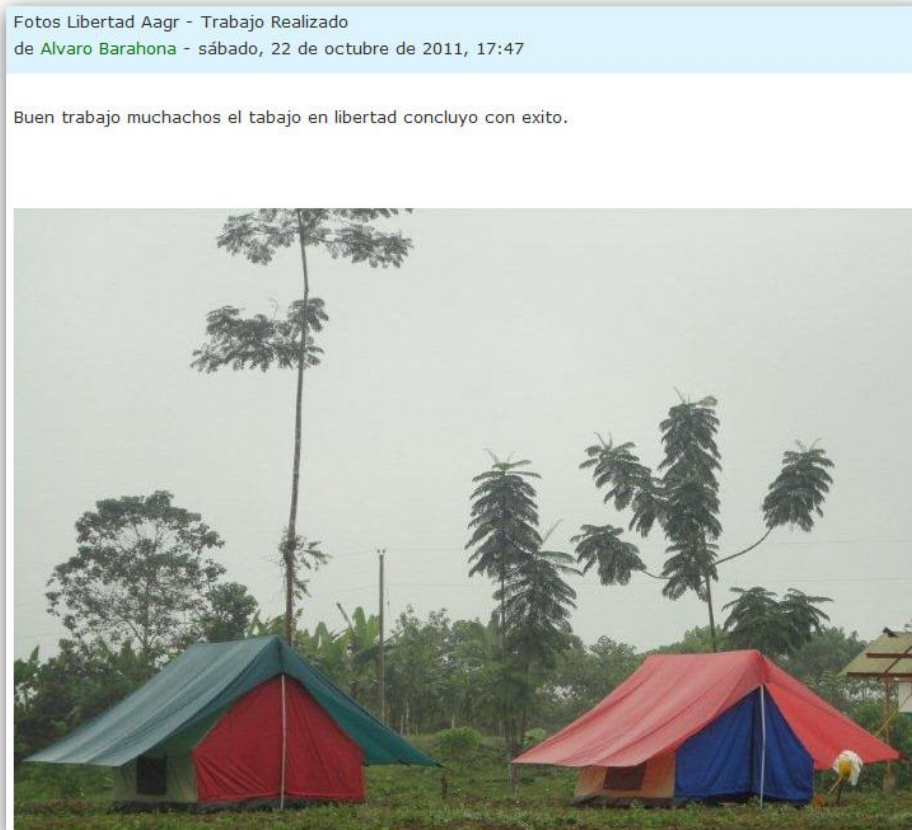 Fotos Libertad Aagr - Trabajo Realizado
de Alvaro Barahona - sábado, 22 de octubre de 2011, 17:47
Buen trabajo muchachos el tabajo en libertad concluyo con exito.